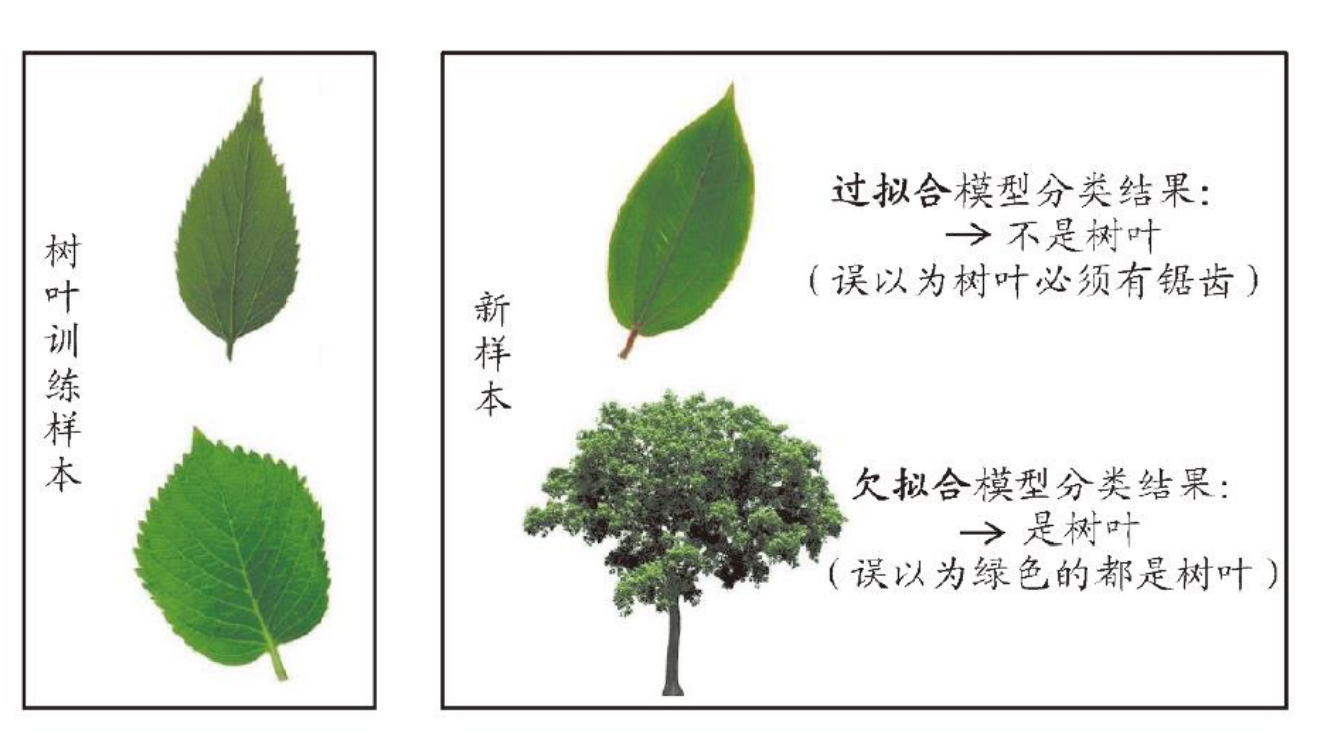 树叶训练样本
新样本
过拟合模型分类结果：
→ 不是树叶
（误以为树叶必须有锯齿）
欠拟合模型分类结果：
→ 是树叶
（误以为绿色的都是树叶）